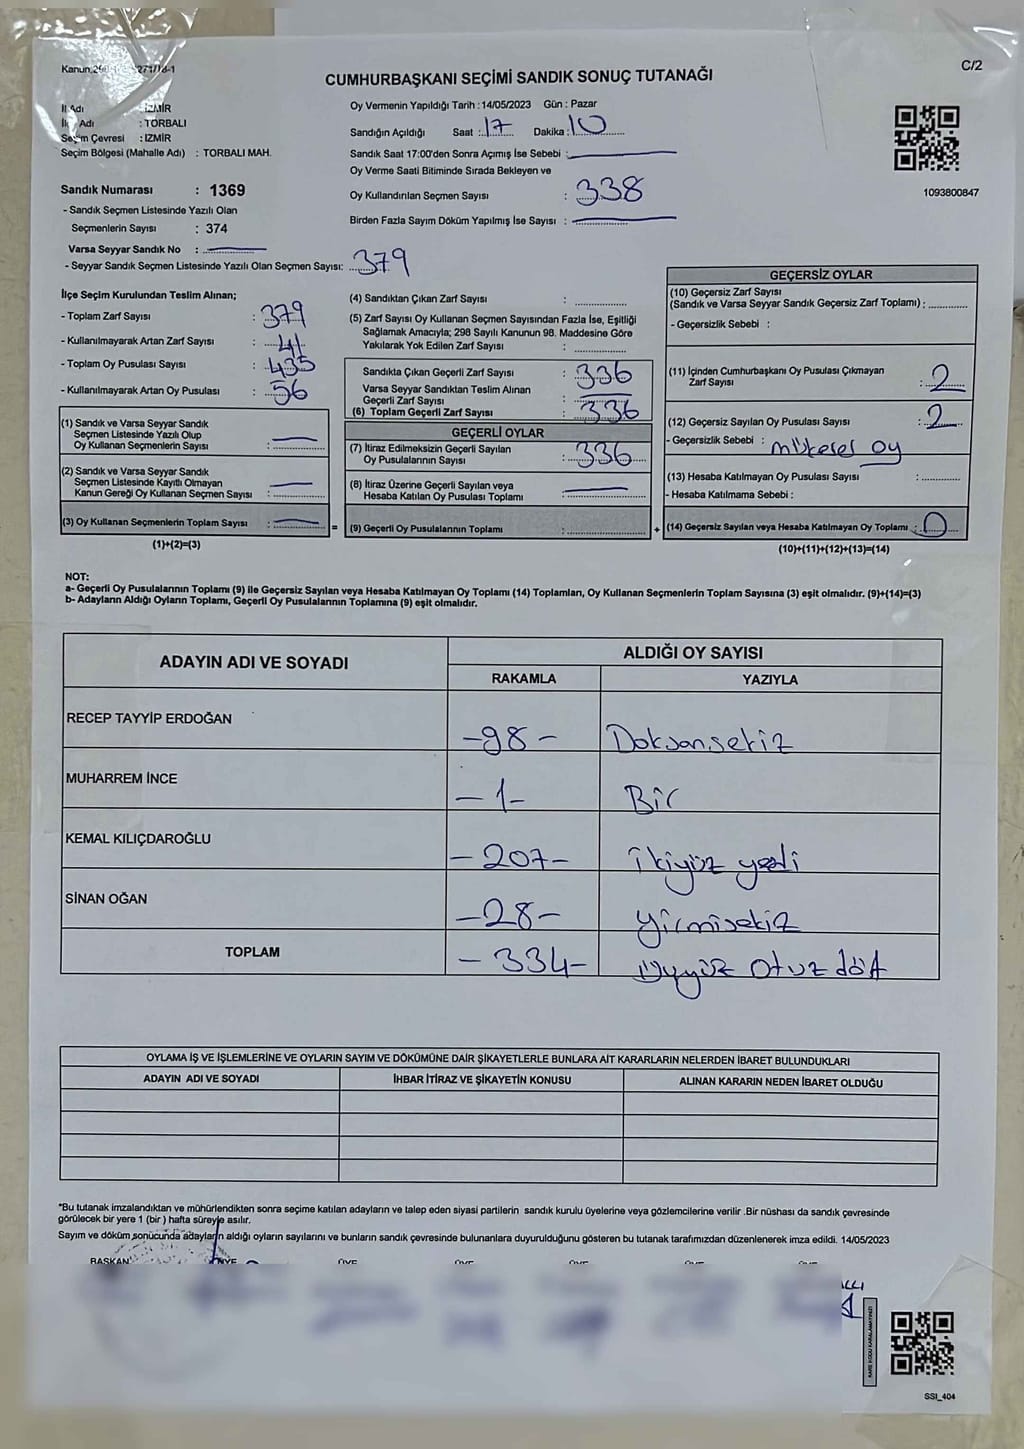 CUMHURBAŞKANI SEÇİMİ SANDIK SONUÇ TUTANAĞI
C/2
İl Adı : İZMİR
Adı : TORBALI
Seçim Çevresi : İZMİR
Seçim Bölgesi (Mahalle Adı) : TORBALI MAH.
Sandık Numarası : 1369
- Sandık Seçmen Listesinde Yazılı Olan
Seçmenlerin Sayısı : 374
Varsa Seyyar Sandık No :
- Seyyar Sandık Seçmen Listesinde Yazılı Olan Seçmen Sayısı: 379
Oy Vermenin Yapıldığı Tarih : 14/05/2023 Gün : Pazar
Sandığın Açıldığı Saat : 17 Dakika : 10
Sandık Saat 17:00'den Sonra Açımış İse Sebebi :
Oy Verme Saati Bitiminde Sırada Bekleyen ve
Oy Kullandırılan Seçmen Sayısı : 338
Birden Fazla Sayım Döküm Yapılmış İse Sayısı :
1093800847
İlçe Seçim Kurulundan Teslim Alınan;
- Toplam Zarf Sayısı : 379
- Kullanılmayarak Artan Zarf Sayısı : 41
- Toplam Oy Pusulası Sayısı : 435
- Kullanılmayarak Artan Oy Pusulası : 56
(1) Sandık ve Varsa Seyyar Sandık
Seçmen Listesinde Yazılı Olup
Oy Kullanan Seçmenlerin Sayısı :
(2) Sandık ve Varsa Seyyar Sandık
Seçmen Listesinde Kayıtlı Olmayan
Kanun Gereği Oy Kullanan Seçmen Sayısı :
(3) Oy Kullanan Seçmenlerin Toplam Sayısı :
(1)+(2)=(3)
(4) Sandıktan Çıkan Zarf Sayısı :
(5) Zarf Sayısı Oy Kullanan Seçmen Sayısından Fazla İse, Eşitliği
Sağlamak Amacıyla; 298 Sayılı Kanunun 98. Maddesine Göre
Yakılarak Yok Edilen Zarf Sayısı :
Sandıkta Çıkan Geçerli Zarf Sayısı : 336
Varsa Seyyar Sandıktan Teslim Alınan
Geçerli Zarf Sayısı :
(6) Toplam Geçerli Zarf Sayısı : 336
GEÇERLİ OYLAR
(7) İtiraz Edilmeksizin Geçerli Sayılan
Oy Pusulalarının Sayısı : 336
(8) İtiraz Üzerine Geçerli Sayılan veya
Hesaba Katılan Oy Pusulası Toplamı :
= (9) Geçerli Oy Pusulalarının Toplamı :
GEÇERSİZ OYLAR
(10) Geçersiz Zarf Sayısı
(Sandık ve Varsa Seyyar Sandık Geçersiz Zarf Toplamı) :
- Geçersizlik Sebebi :
(11) İçinden Cumhurbaşkanı Oy Pusulası Çıkmayan
Zarf Sayısı : 2
(12) Geçersiz Sayılan Oy Pusulası Sayısı : 2
- Geçersizlik Sebebi : mükerer oy
(13) Hesaba Katılmayan Oy Pusulası Sayısı :
- Hesaba Katılmama Sebebi :
+ (14) Geçersiz Sayılan veya Hesaba Katılmayan Oy Toplamı : 0
(10)+(11)+(12)+(13)=(14)
NOT:
a- Geçerli Oy Pusulalarının Toplamı (9) ile Geçersiz Sayılan veya Hesaba Katılmayan Oy Toplamı (14) Toplamları, Oy Kullanan Seçmenlerin Toplam Sayısına (3) eşit olmalıdır. (9)+(14)=(3)
b- Adayların Aldığı Oyların Toplamı, Geçerli Oy Pusulalarının Toplamına (9) eşit olmalıdır.
ADAYIN ADI VE SOYADI
ALDIĞI OY SAYISI
RAKAMLA YAZIYLA
RECEP TAYYİP ERDOĞAN -98- Doksansekiz
MUHARREM İNCE -1- Bir
KEMAL KILIÇDAROĞLU -207- ikiyüz yedi
SİNAN OĞAN -28- yirmisekiz
TOPLAM -334- Üçyüz otuz dört
OYLAMA İŞ VE İŞLEMLERİNE VE OYLARIN SAYIM VE DÖKÜMÜNE DAİR ŞİKAYETLERLE BUNLARA AİT KARARLARIN NELERDEN İBARET BULUNDUKLARI
ADAYIN ADI VE SOYADI İHBAR İTİRAZ VE ŞİKAYETİN KONUSU ALINAN KARARIN NEDEN İBARET OLDUĞU
*Bu tutanak imzalandıktan ve mühürlendikten sonra seçime katılan adayların ve talep eden siyasi partilerin sandık kurulu üyelerine veya gözlemcilerine verilir .Bir nüshası da sandık çevresinde
görülecek bir yere 1 (bir ) hafta süreyle asılır.
Sayım ve döküm sonucunda adayların aldığı oyların sayılarını ve bunların sandık çevresinde bulunanlara duyurulduğunu gösteren bu tutanak tarafımızdan düzenlenerek imza edildi. 14/05/2023
BAŞKAN ÜYE ÜYE ÜYE ÜYE ÜYE ÜYE
SSI_404